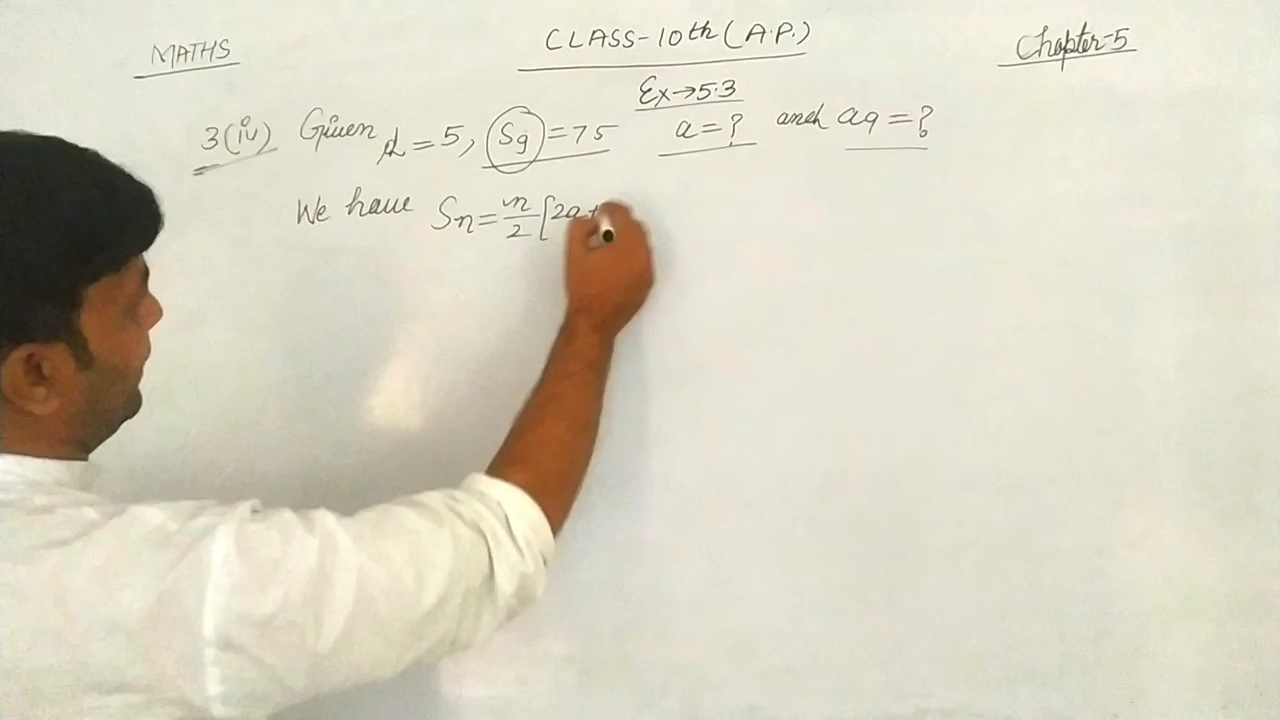 MATHS CLASS-10th (A.P.) Chapter-5
Ex→5.3
3(iv) Given d=5, S9=75 a=? and a9=?
We have Sn=n/2[2a+